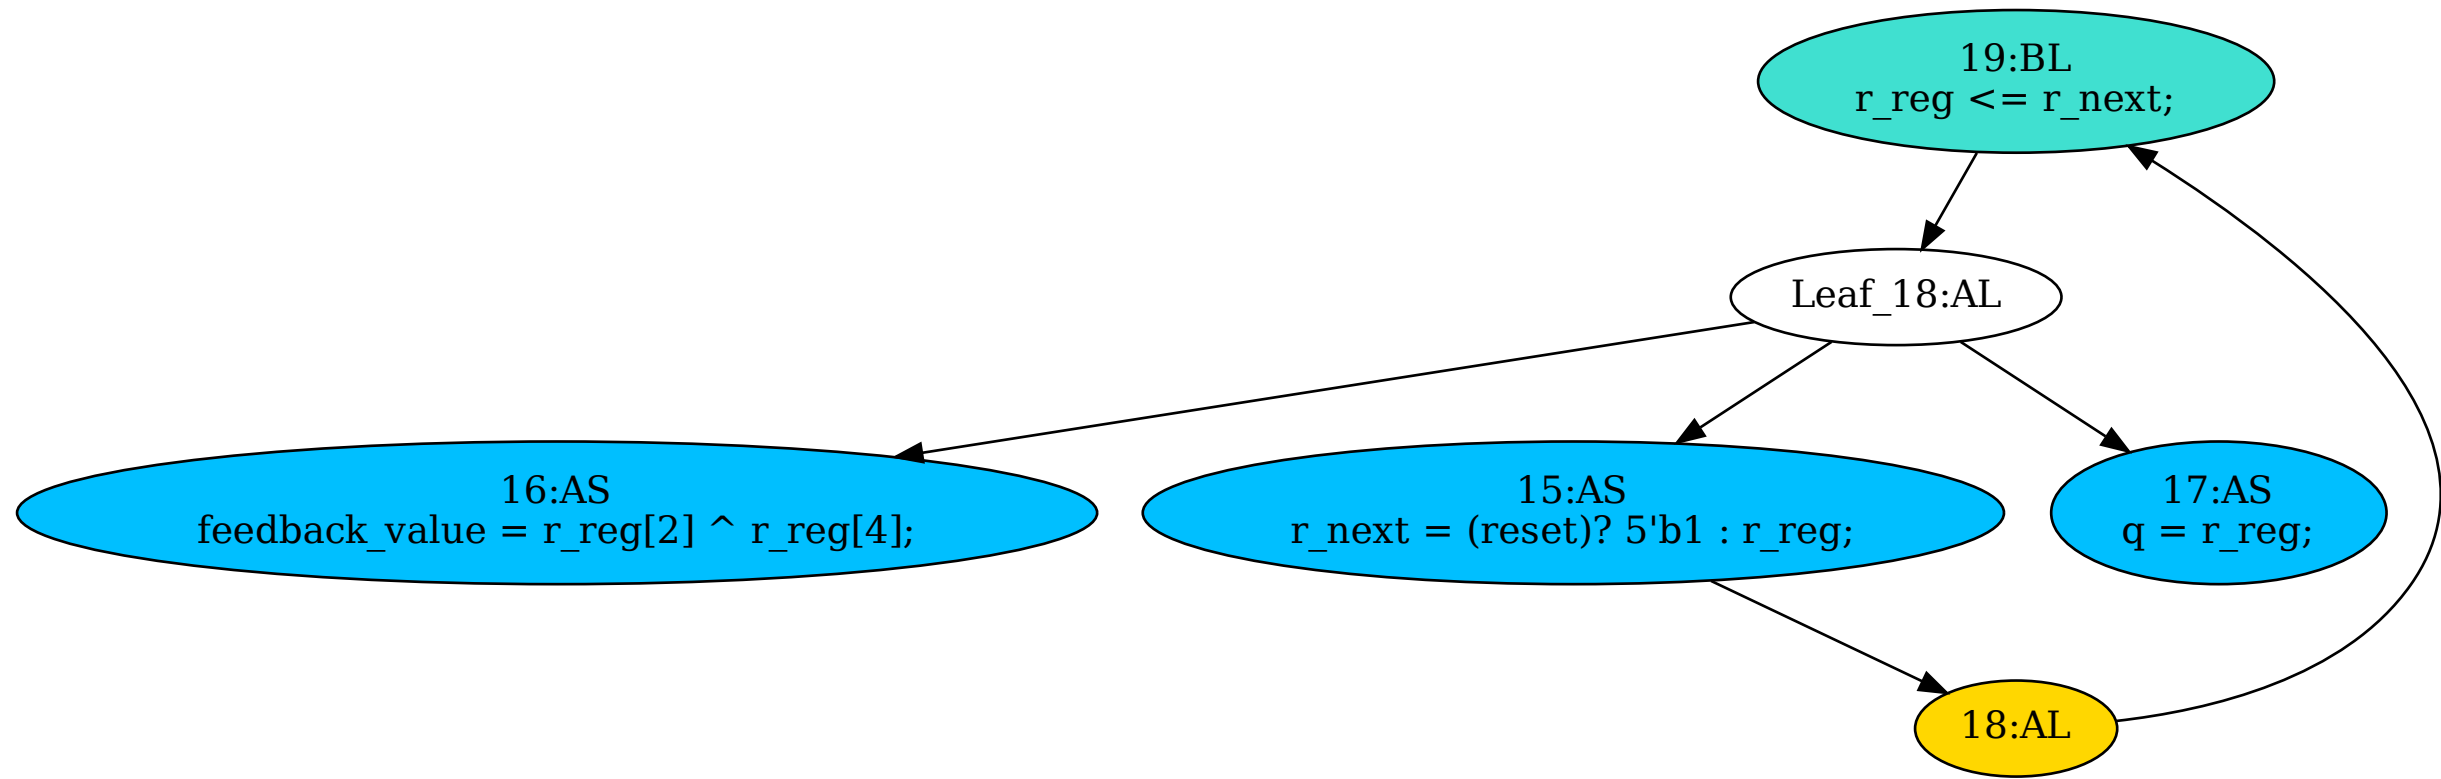 19:BL
r_reg <= r_next;
Leaf_18:AL
16:AS
feedback_value = r_reg[2] ^ r_reg[4];
15:AS
r_next = (reset)? 5'b1 : r_reg;
17:AS
q = r_reg;
18:AL